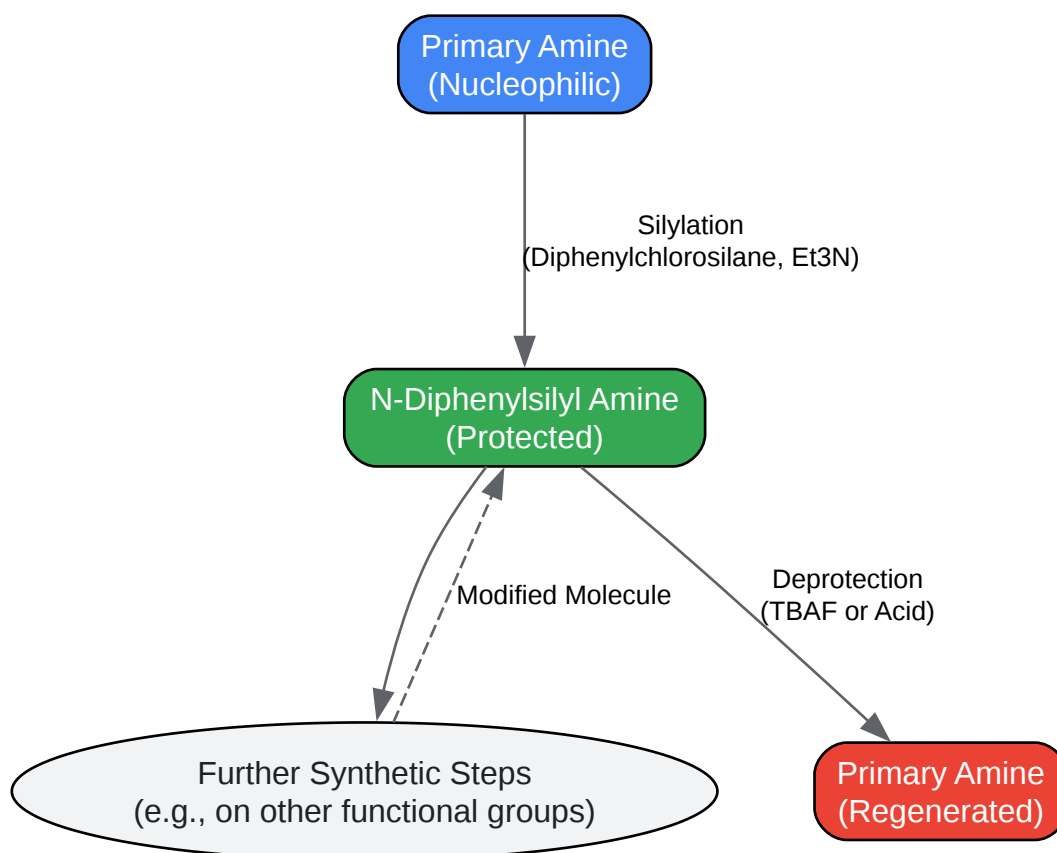 Primary Amine
(Nucleophilic)
Silylation
(Diphenylchlorosilane, Et3N)
N-Diphenylsilyl Amine
(Protected)
Modified Molecule
Deprotection
(TBAF or Acid)
Further Synthetic Steps
(e.g., on other functional groups)
Primary Amine
(Regenerated)